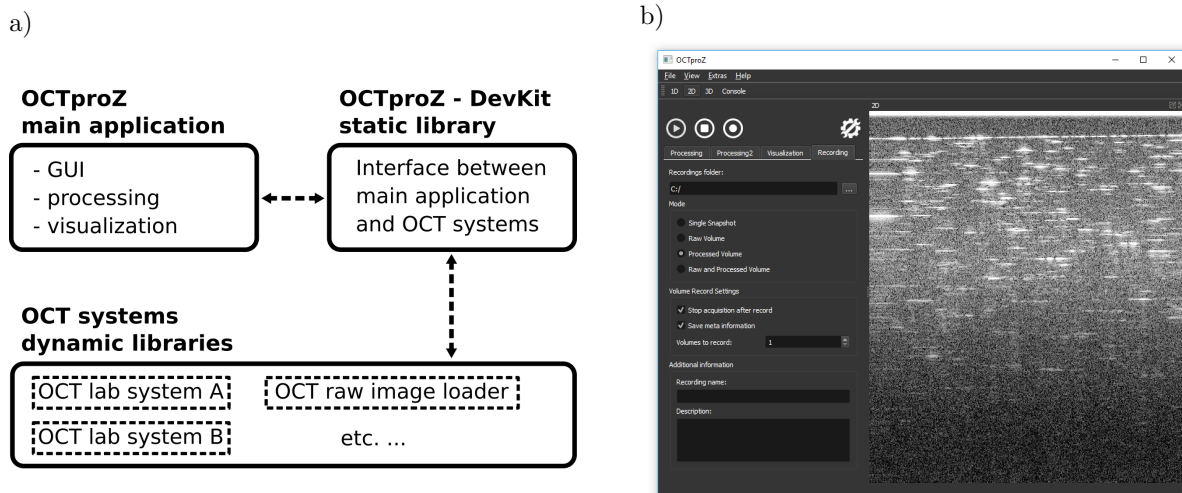 a)
OCTproZ
main application
- GUI
- processing
- visualization
OCTproZ - DevKit
static library
Interface between
main application
and OCT systems
OCT systems
dynamic libraries
OCT lab system A
OCT raw image loader
OCT lab system B
etc. ...
b)
OCTproZ
File View Extras Help
1D 2D 3D Console
2D
Processing Processing2 Visualization Recording
Recordings folder:
C:/
...
Mode
Single Snapshot
Raw Volume
Processed Volume
Raw and Processed Volume
Volume Record Settings
Stop acquisition after record
Save meta information
Volumes to record: 1
Additional information
Recording name:
Description: